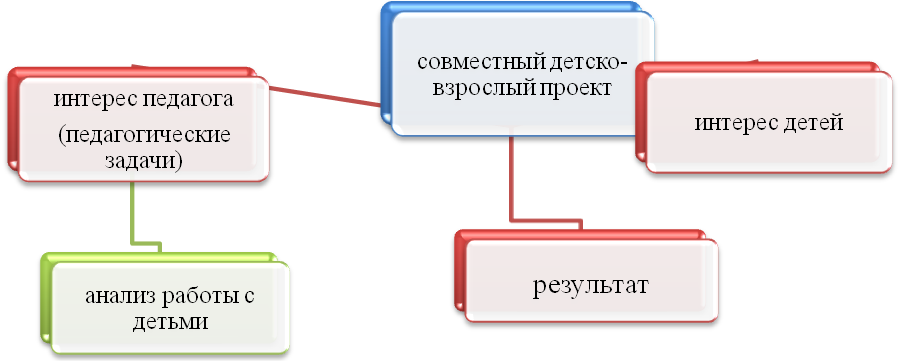 совместный детско-
взрослый проект
интерес педагога
(педагогические
задачи)
интерес детей
анализ работы с
детьми
результат